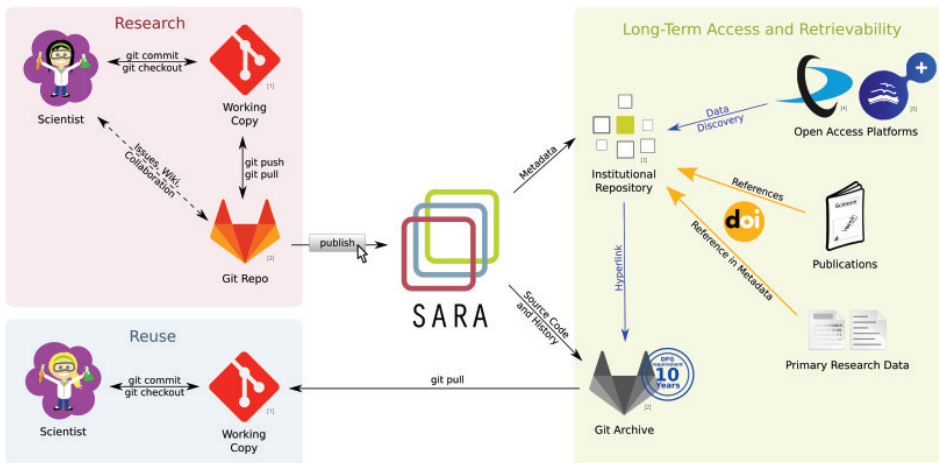 Research
git commit
git checkout
[1]
Scientist
Working
Copy
Issues, Wiki,
Collaboration
git push
git pull
[2]
Git Repo
publish
SARA
Metadata
Source Code
and History
Reuse
git commit
git checkout
[1]
Scientist
Working
Copy
git pull
Long-Term Access and Retrievability
[4]
[5]
Open Access Platforms
Data
Discovery
[3]
Institutional
Repository
References
doi
Reference in Metadata
Science
Publications
Hyperlink
Primary Research Data
DFG
requirement
10
Years
[2]
Git Archive